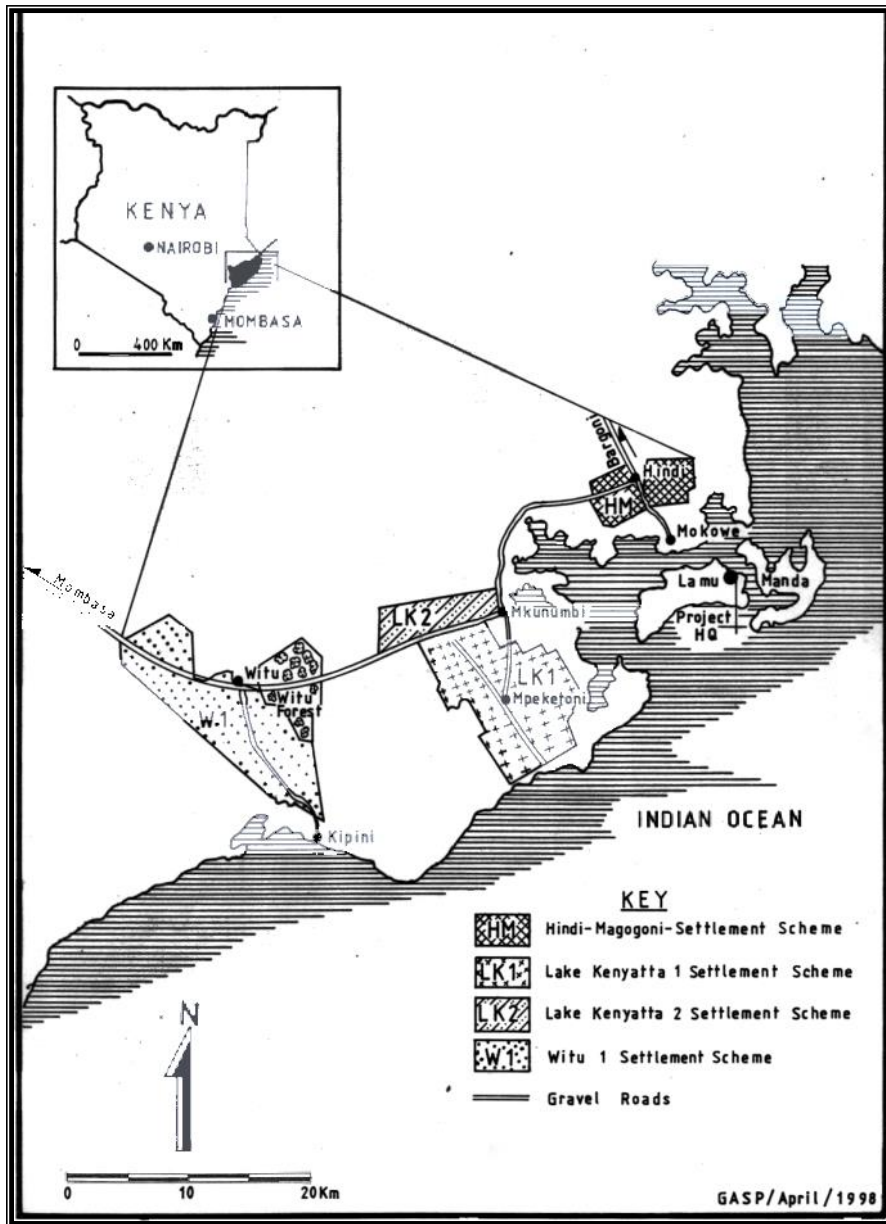 KENYA
NAIROBI
MOMBASA
0 400 Km
Bargoni
Hindi
HM
Mokowe
Lamu
Manda
Project
HQ
Mombasa
LK2
Mkunumbi
Witu
Witu
Forest
LK1
Mpeketoni
W.1
Kipini
INDIAN OCEAN
KEY
HM Hindi-Magogoni-Settlement Scheme
LK1 Lake Kenyatta 1 Settlement Scheme
LK2 Lake Kenyatta 2 Settlement Scheme
W.1 Witu 1 Settlement Scheme
Gravel Roads
N
0 10 20Km
GASP/April/1998